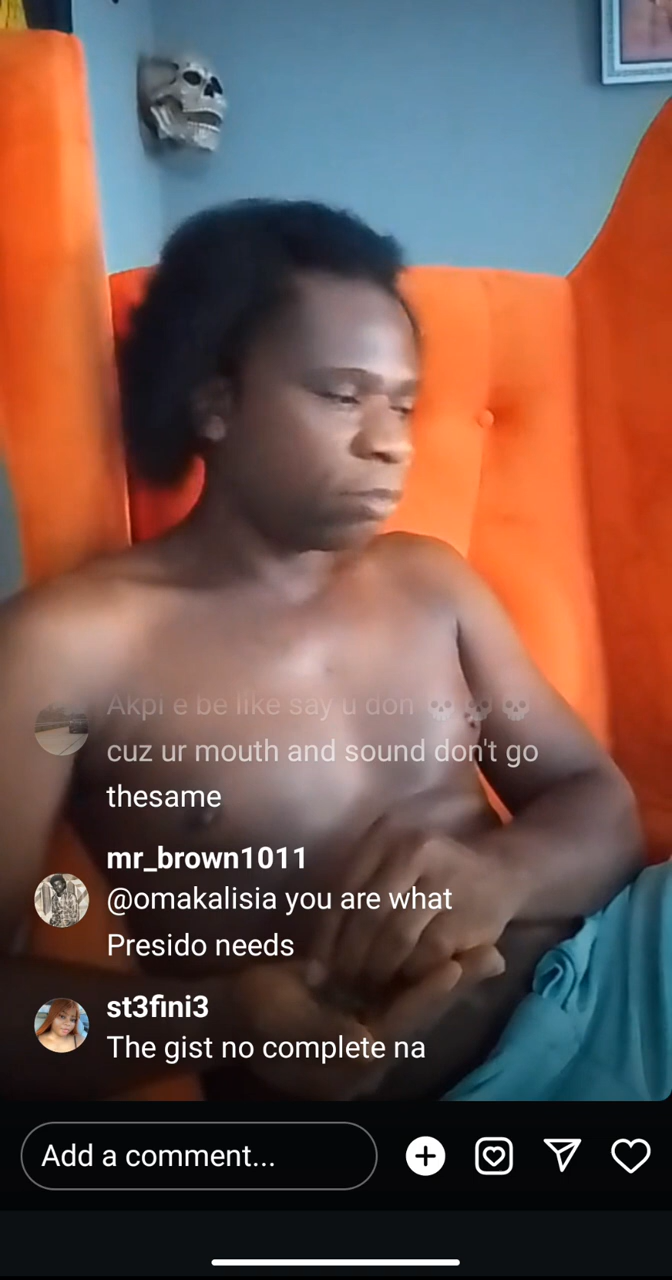 Akpi e be like say u don 💀💀💀
cuz ur mouth and sound don't go
thesame
mr_brown1011
@omakalisia you are what
Presido needs
st3fini3
The gist no complete na
Add a comment...